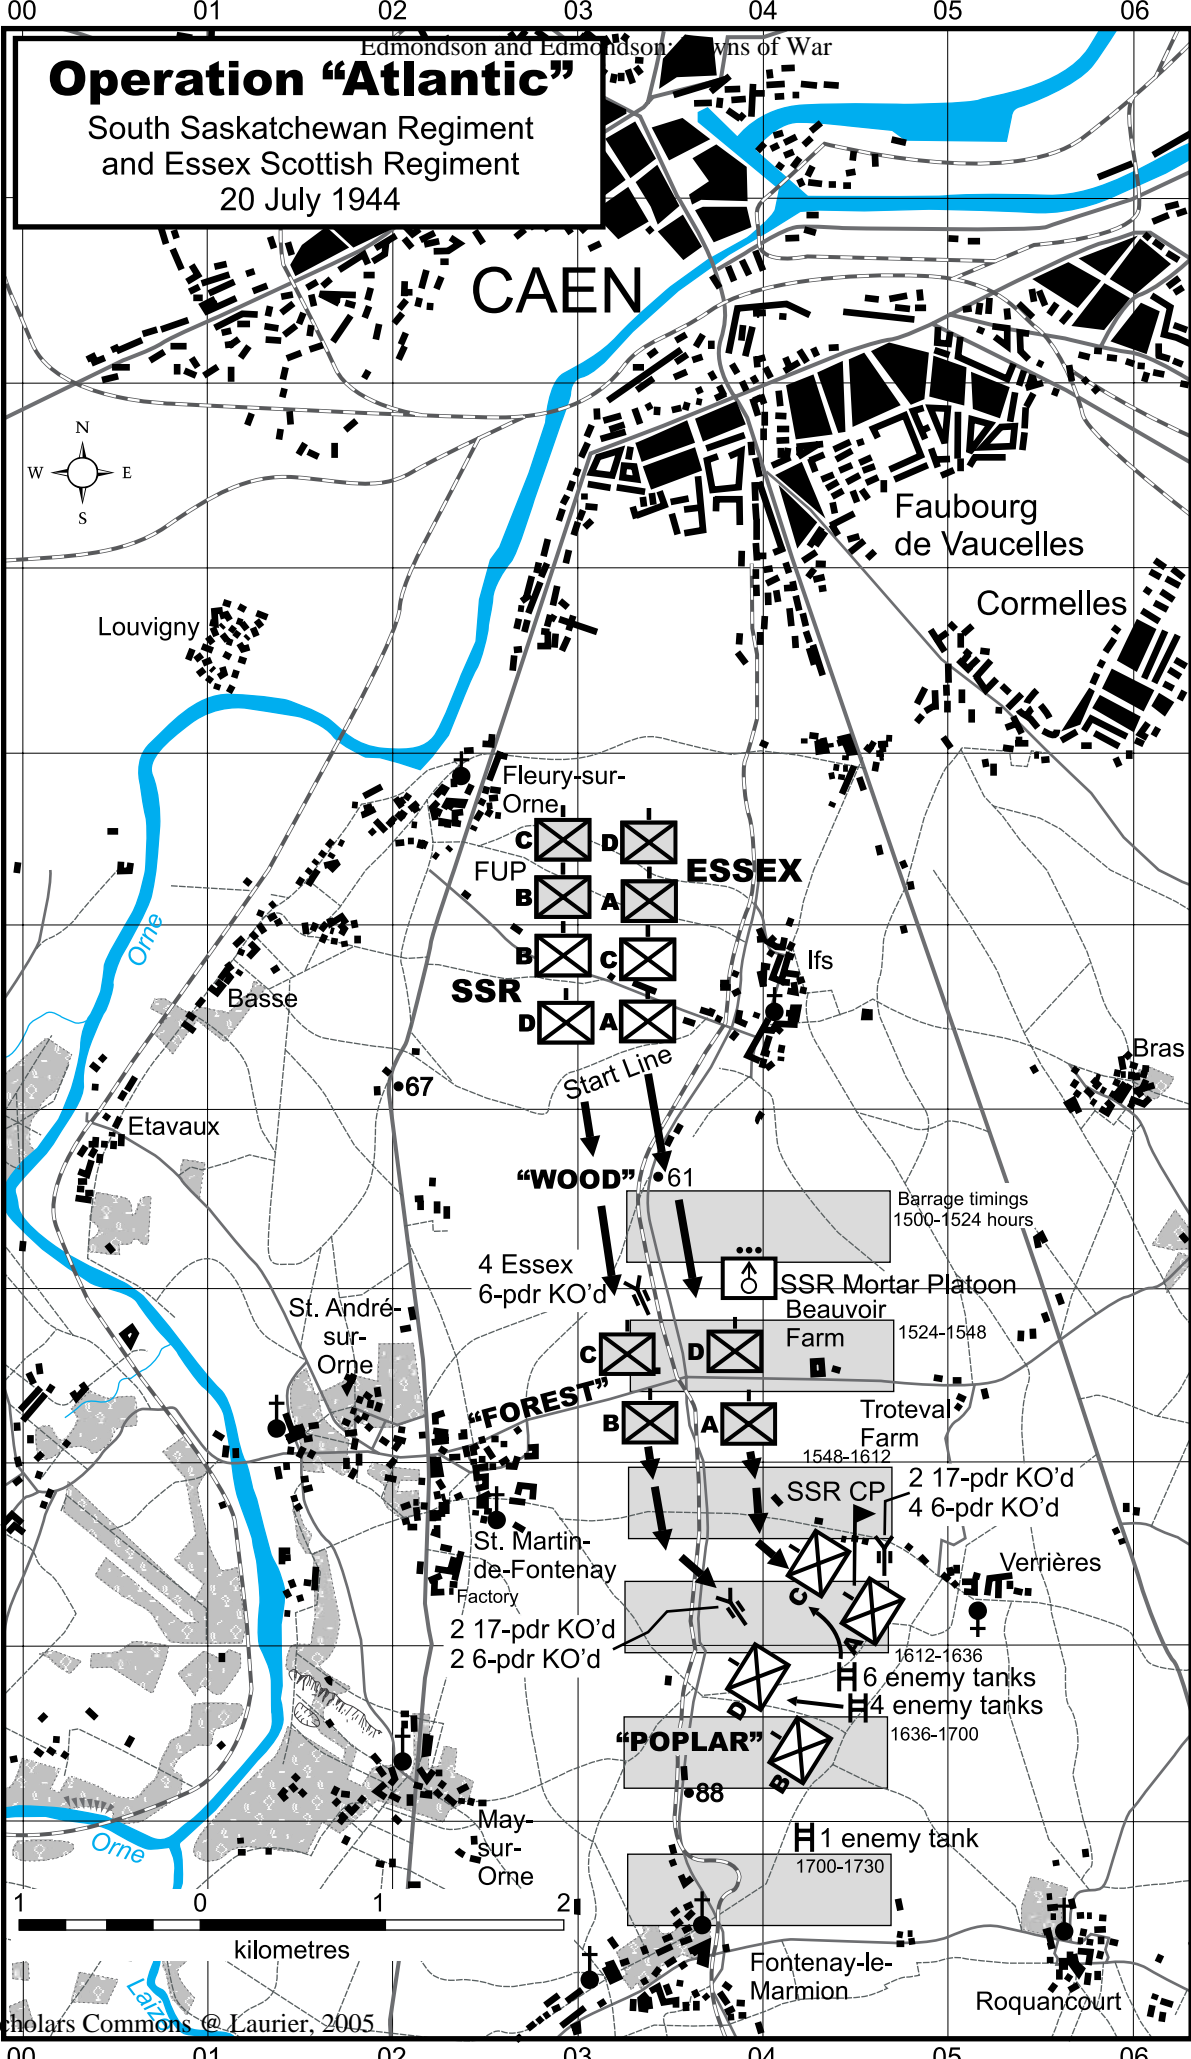 00 01 02 03 04 05 06
Edmondson and Edmondson:
wns of War
Operation “Atlantic”
South Saskatchewan Regiment
and Essex Scottish Regiment
20 July 1944
CAEN
N
W E
S
Faubourg
de Vaucelles
Cormelles
Louvigny
Fleury-sur-
Orne
C D
FUP
ESSEX
B A
Orne
B C
Ifs
Basse
SSR
D A
Bras
Start Line
67
Etavaux
“WOOD”
61
Barrage timings
1500-1524 hours
4 Essex
6-pdr KO’d
SSR Mortar Platoon
St. André-
sur-
Orne
Beauvoir
Farm
1524-1548
C D
“FOREST”
B A
Troteval
Farm
1548-1612
SSR CP
2 17-pdr KO’d
4 6-pdr KO’d
St. Martin-
de-Fontenay
Factory
Verrières
C
A
2 17-pdr KO’d
2 6-pdr KO’d
1612-1636
6 enemy tanks
D
4 enemy tanks
“POPLAR”
1636-1700
B
88
May-
sur-
Orne
Orne
1 enemy tank
1700-1730
1 0 1 2
kilometres
Fontenay-le-
Marmion
Roquancourt
Laize
cholars Commons @ Laurier, 2005
00 01 02 03 04 05 06